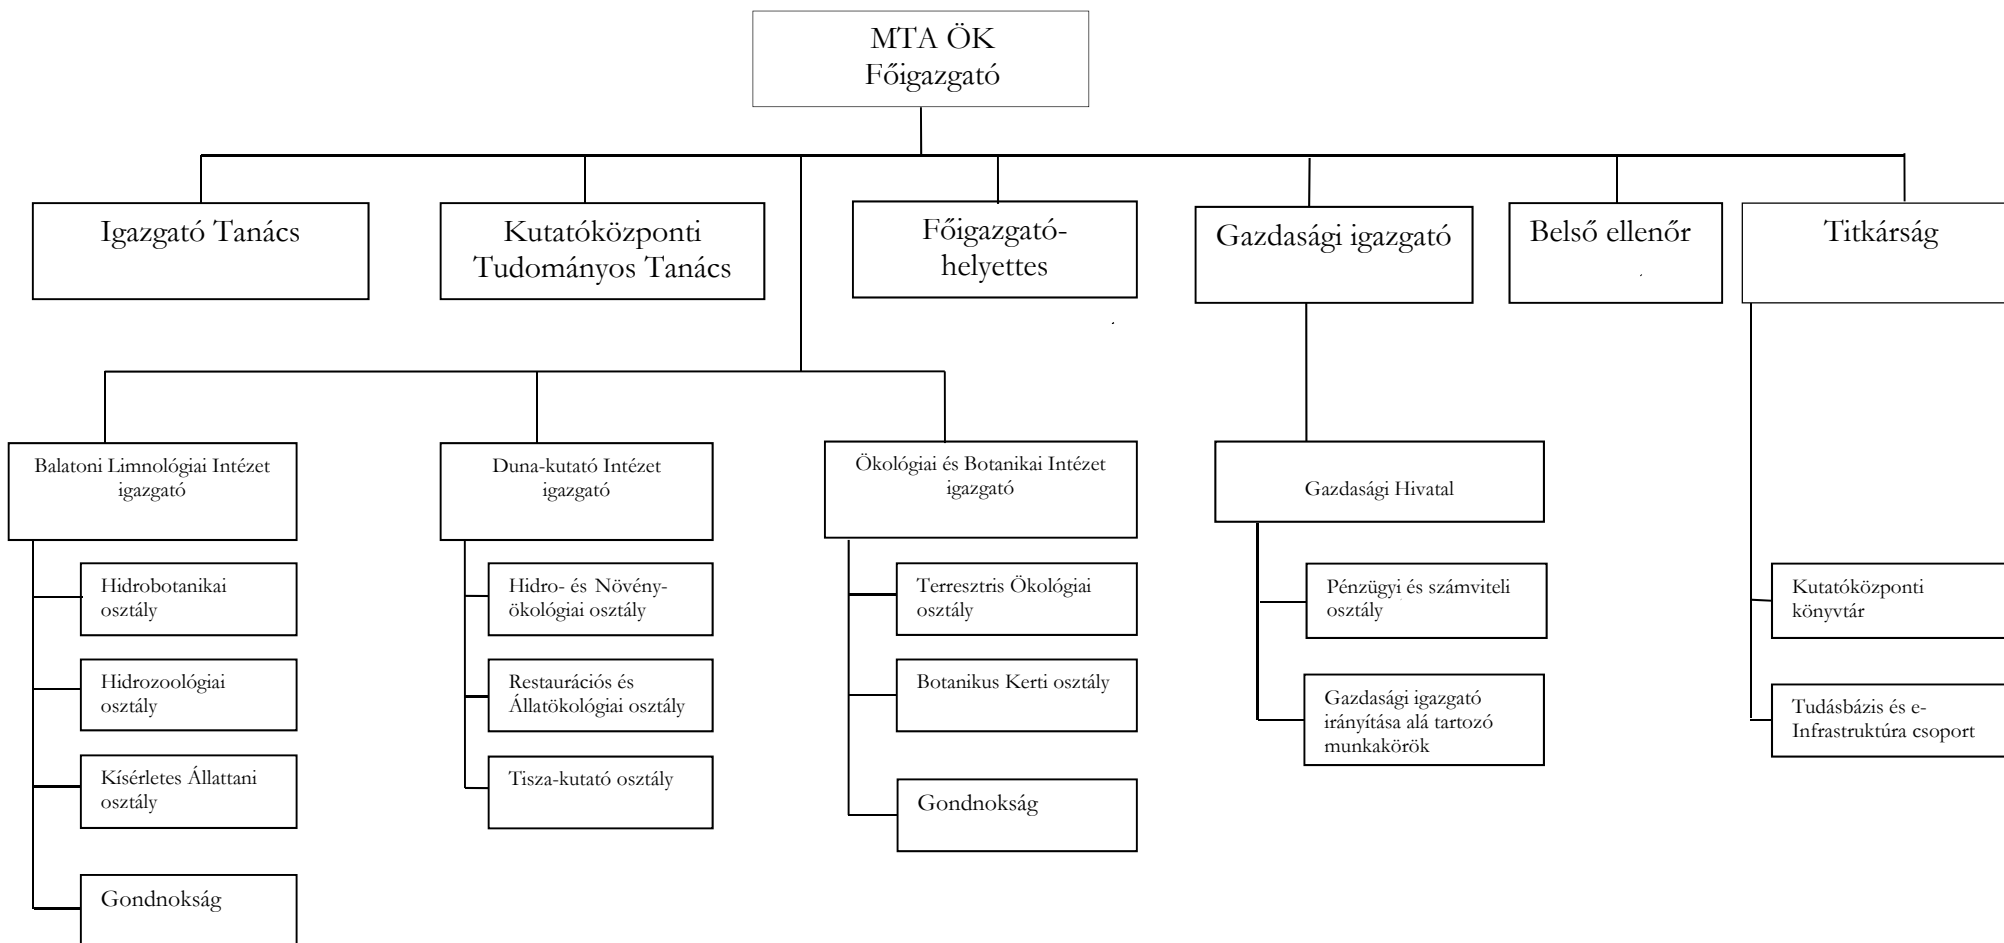 MTA ÖK
Főigazgató
Igazgató Tanács
Kutatóközponti
Tudományos Tanács
Főigazgató-
helyettes
Gazdasági igazgató
Belső ellenőr
Titkárság
Balatoni Limnológiai Intézet
igazgató
Duna-kutató Intézet
igazgató
Ökológiai és Botanikai Intézet
igazgató
Gazdasági Hivatal
Hidrobotanikai
osztály
Hidrozoológiai
osztály
Kísérletes Állattani
osztály
Gondnokság
Hidro- és Növény-
ökológiai osztály
Restaurációs és
Állatökológiai osztály
Tisza-kutató osztály
Terresztris Ökológiai
osztály
Botanikus Kerti osztály
Gondnokság
Pénzügyi és számviteli
osztály
Gazdasági igazgató
irányítása alá tartozó
munkakörök
Kutatóközponti
könyvtár
Tudásbázis és e-
Infrastruktúra csoport